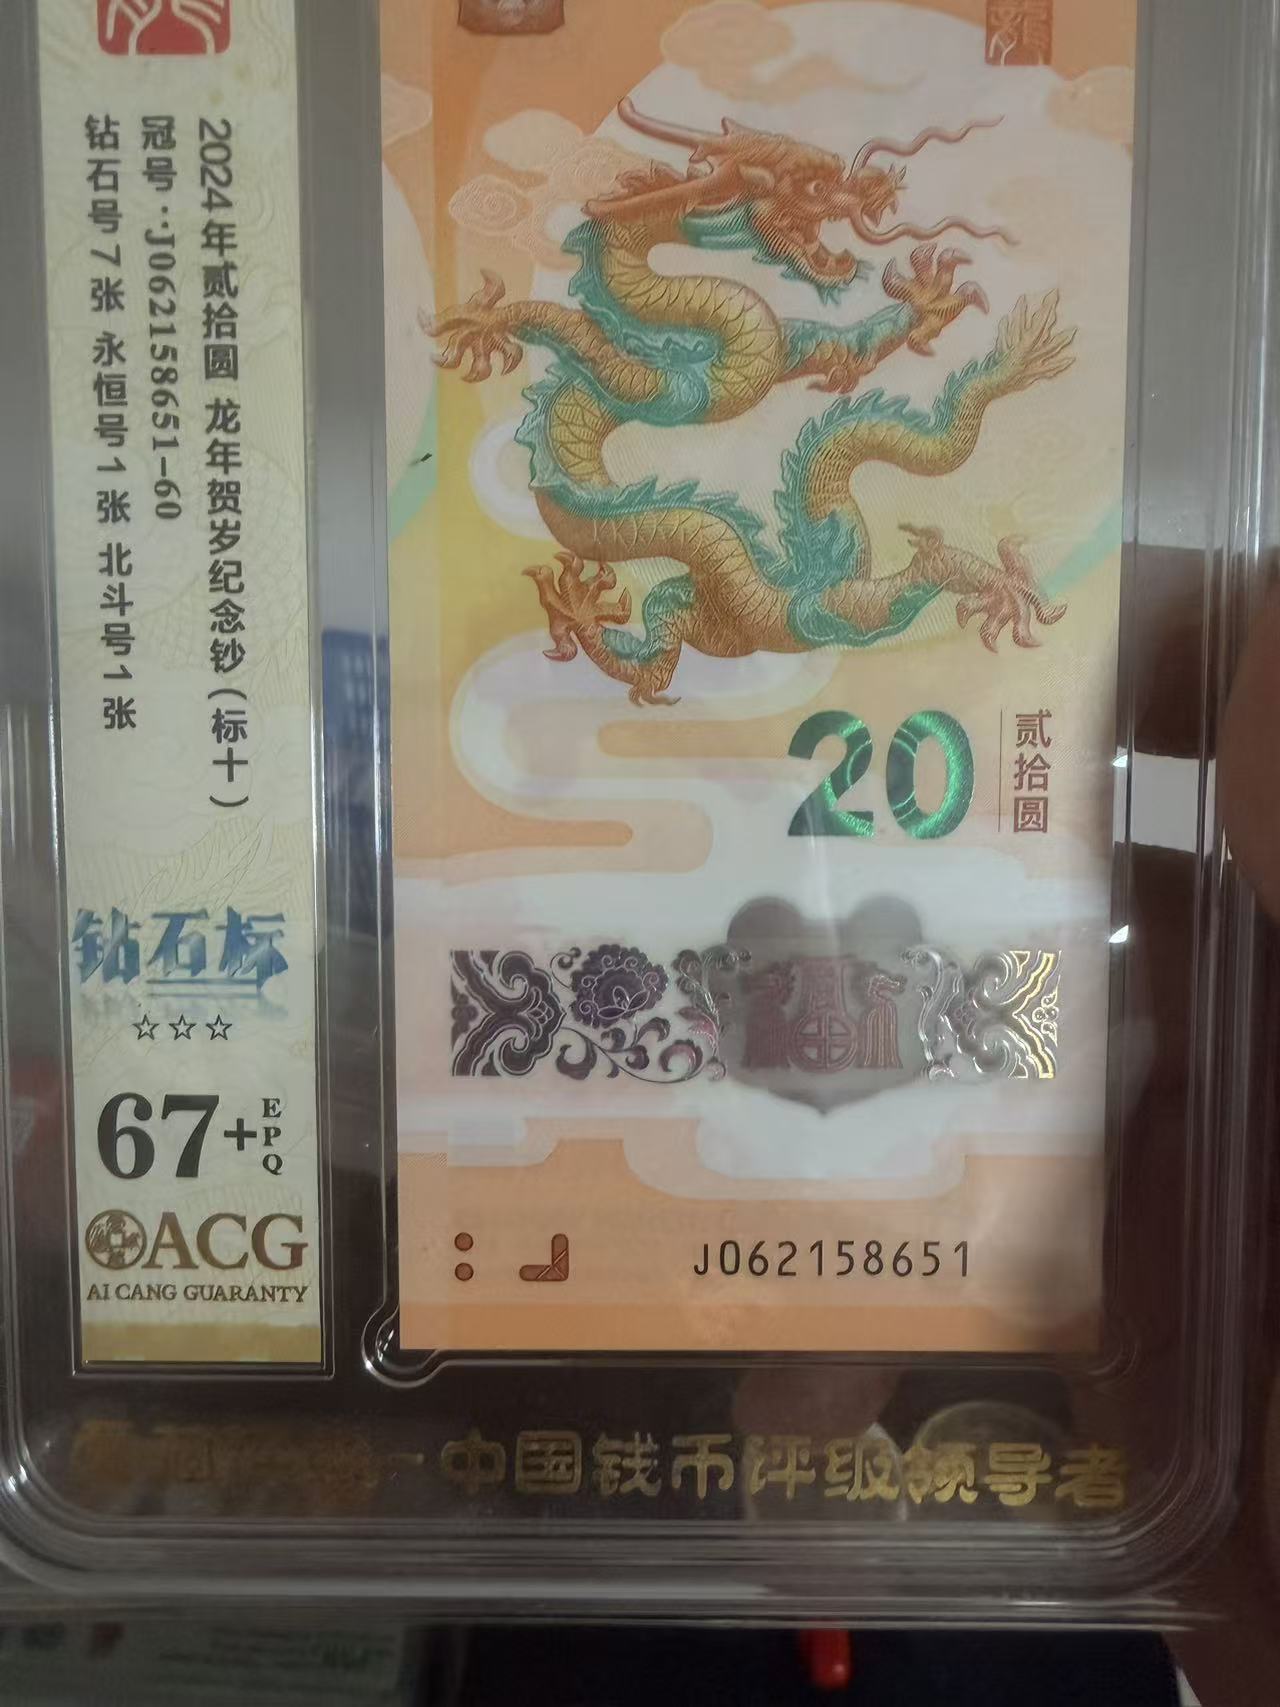 2024年贰拾圆 龙年贺岁纪念钞(标十)
冠号:J062158651-60
钻石号7张 永恒号1张 北斗号1张
钻石标
☆☆☆
67+
EPQ
ACG
AI CANG GUARANTY
20
贰拾圆
J062158651
中国钱币评级领导者